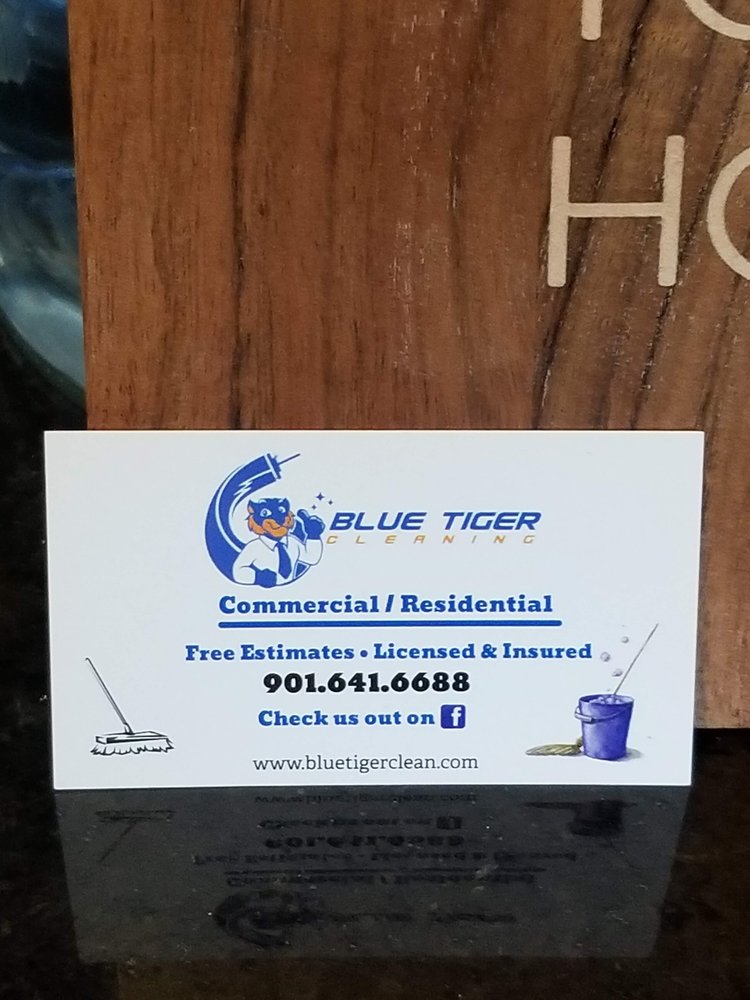 HO
BLUE TIGER
CLEANING
Commercial / Residential
Free Estimates • Licensed & Insured
901.641.6688
Check us out on f
www.bluetigerclean.com